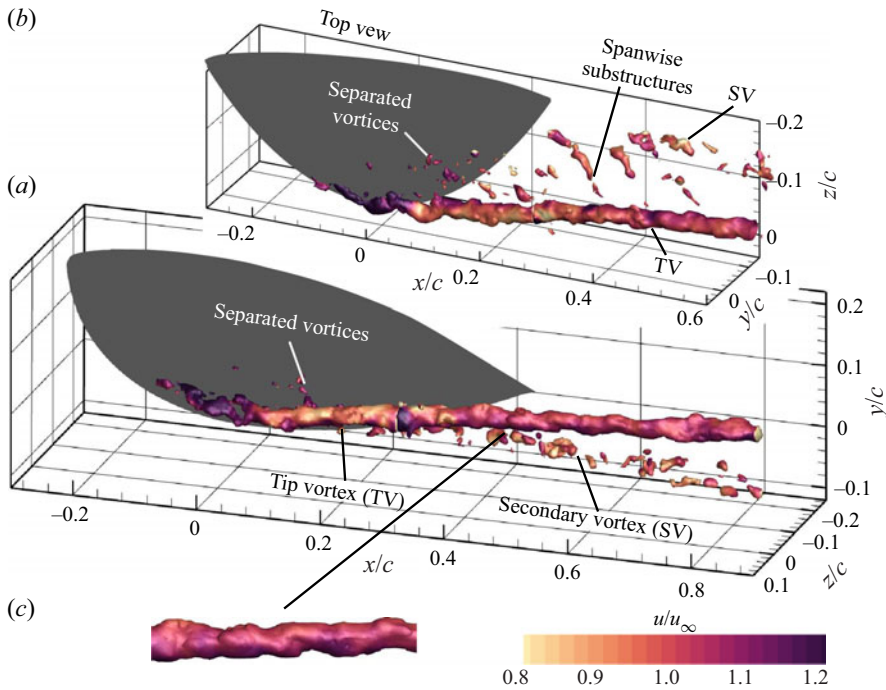 (b)
Top vew
Spanwise
substructures
SV
Separated
vortices
–0.2
–0.1
0
z/c
(a)
–0.2
0
0.2
0.4
0.6
x/c
TV
–0.1
0
y/c
Separated vortices
0.2
0.1
0
–0.1
y/c
Tip vortex (TV)
Secondary vortex (SV)
–0.2
0
0.2
0.4
0.6
0.8
x/c
–0.2
–0.1
0
0.1
z/c
(c)
u/u∞
0.8 0.9 1.0 1.1 1.2